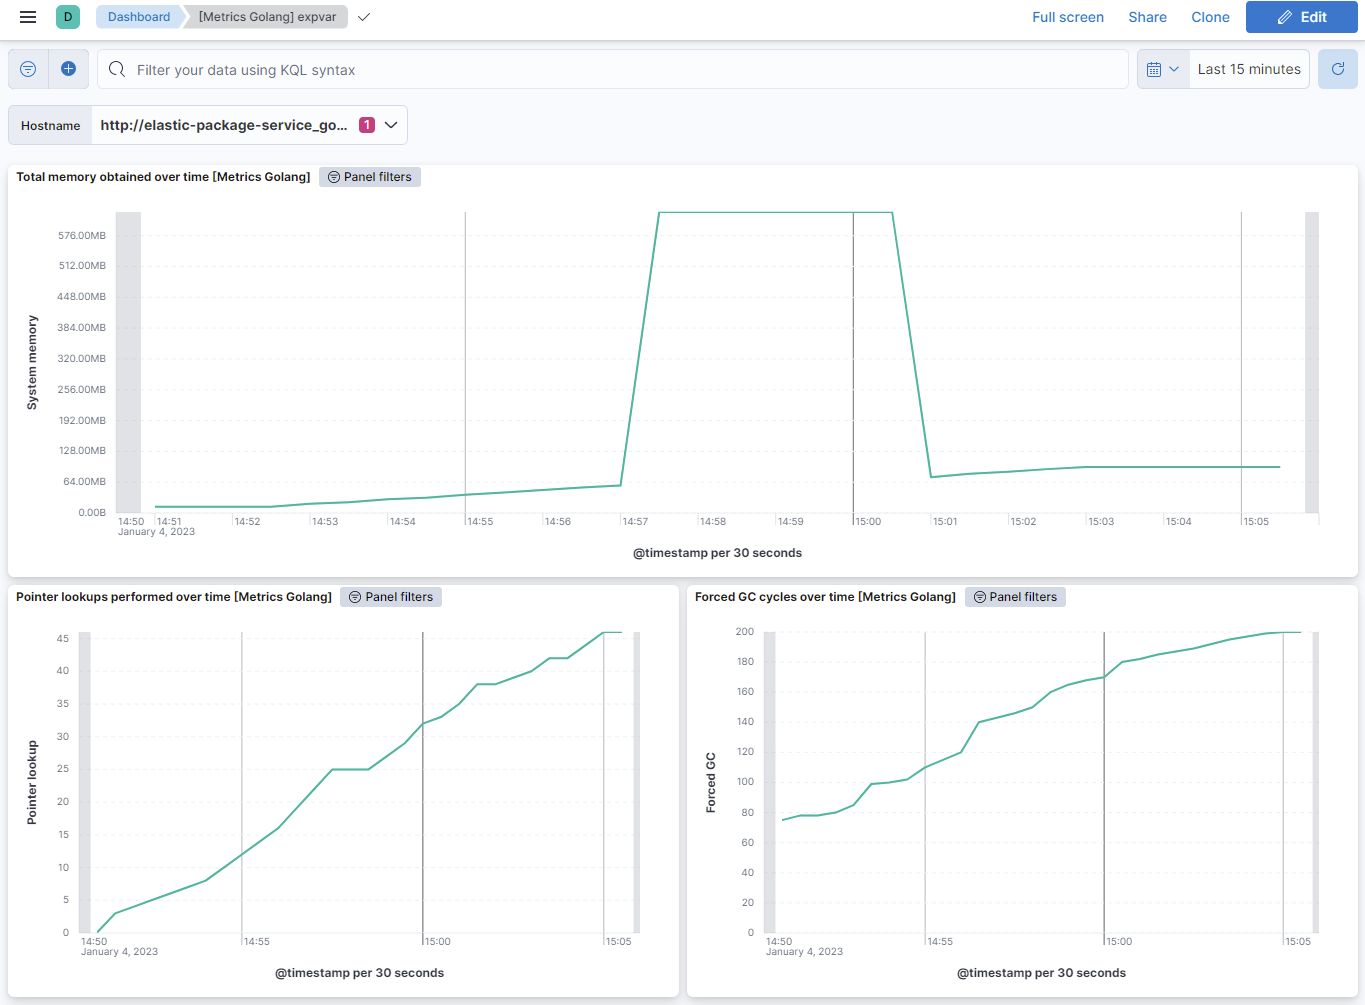 D Dashboard [Metrics Golang] expvar Full screen Share Clone Edit
Filter your data using KQL syntax Last 15 minutes
Hostname http://elastic-package-service_go... 1
Total memory obtained over time [Metrics Golang] Panel filters
System memory
576.00MB
512.00MB
448.00MB
384.00MB
320.00MB
256.00MB
192.00MB
128.00MB
64.00MB
0.00B
14:50 14:51 14:52 14:53 14:54 14:55 14:56 14:57 14:58 14:59 15:00 15:01 15:02 15:03 15:04 15:05
January 4, 2023
@timestamp per 30 seconds
Pointer lookups performed over time [Metrics Golang] Panel filters
Pointer lookup
45
40
35
30
25
20
15
10
5
0
14:50 14:55 15:00 15:05
January 4, 2023
@timestamp per 30 seconds
Forced GC cycles over time [Metrics Golang] Panel filters
Forced GC
200
180
160
140
120
100
80
60
40
20
0
14:50 14:55 15:00 15:05
January 4, 2023
@timestamp per 30 seconds